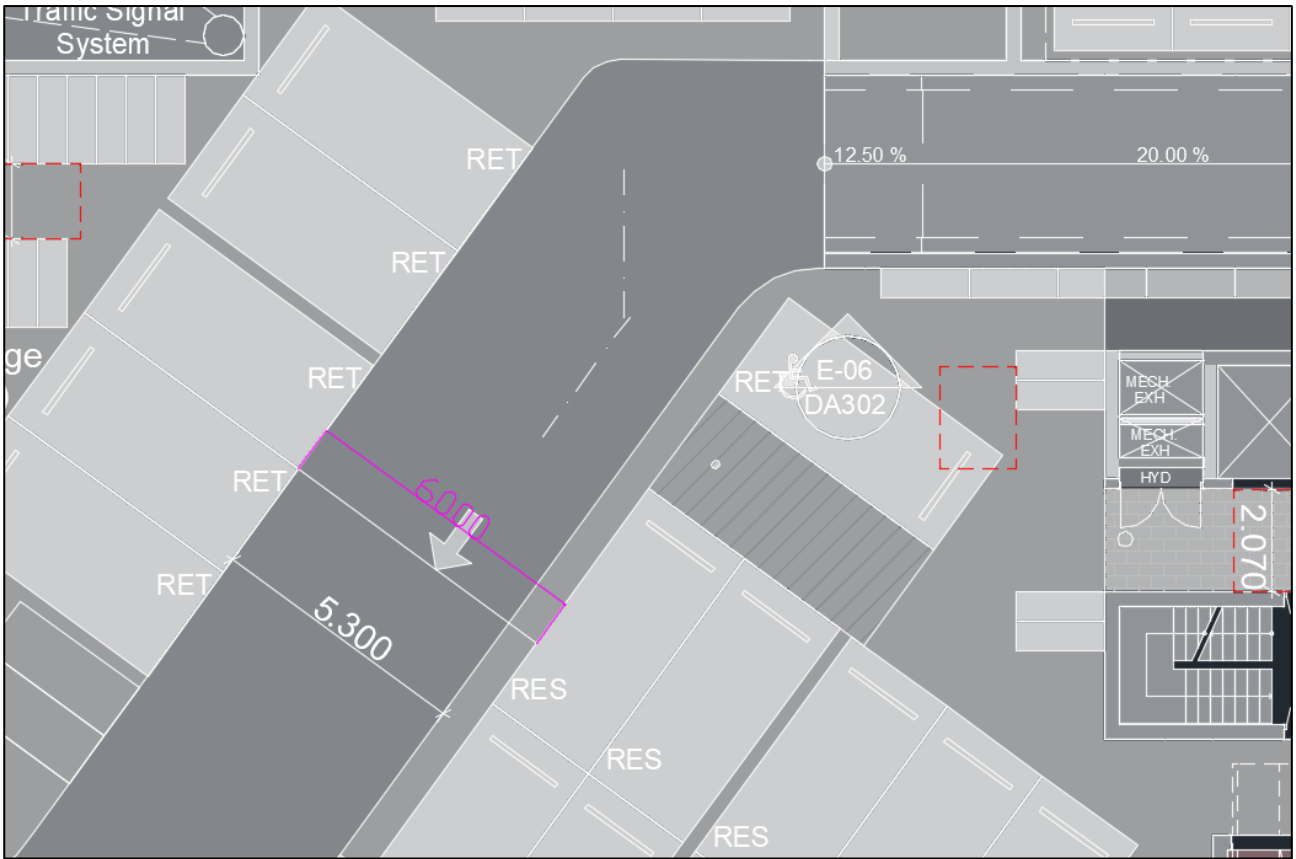 Traffic Signal
System
RET
12.50 %
20.00 %
RET
ge
RET
RET
E-06
DA302
MECH.
EXH
MECH.
EXH
HYD
RET
6000
2.070
RET
5.300
RES
RES
RES